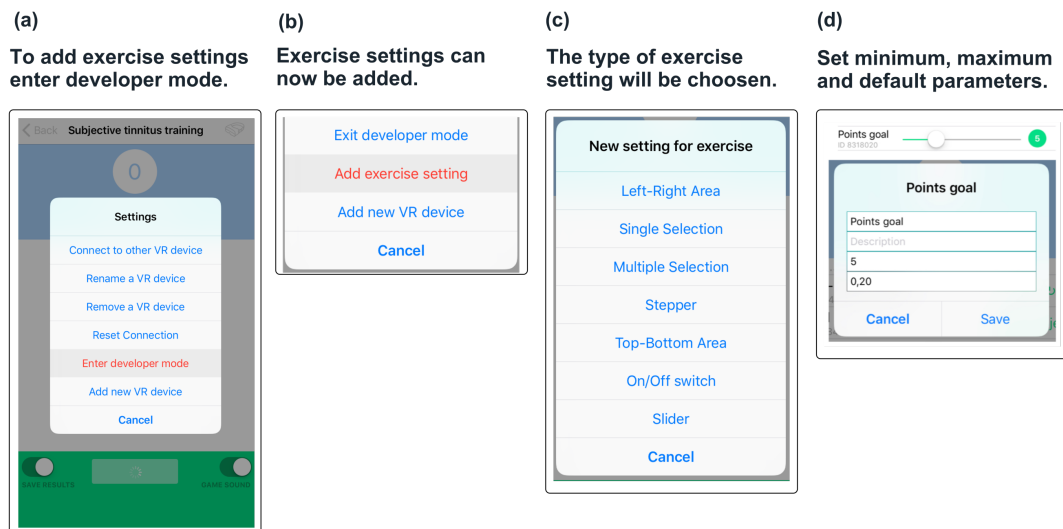 (a)
To add exercise settings
enter developer mode.
Back Subjective tinnitus training
0
Settings
Connect to other VR device
Rename a VR device
Remove a VR device
Reset Connection
Enter developer mode
Add new VR device
Cancel
SAVE RESULTS GAME SOUND
(b)
Exercise settings can
now be added.
Exit developer mode
Add exercise setting
Add new VR device
Cancel
(c)
The type of exercise
setting will be choosen.
New setting for exercise
Left-Right Area
Single Selection
Multiple Selection
Stepper
Top-Bottom Area
On/Off switch
Slider
Cancel
(d)
Set minimum, maximum
and default parameters.
Points goal 5
ID 8318020
Points goal
Points goal
Description
5
0,20
Cancel Save